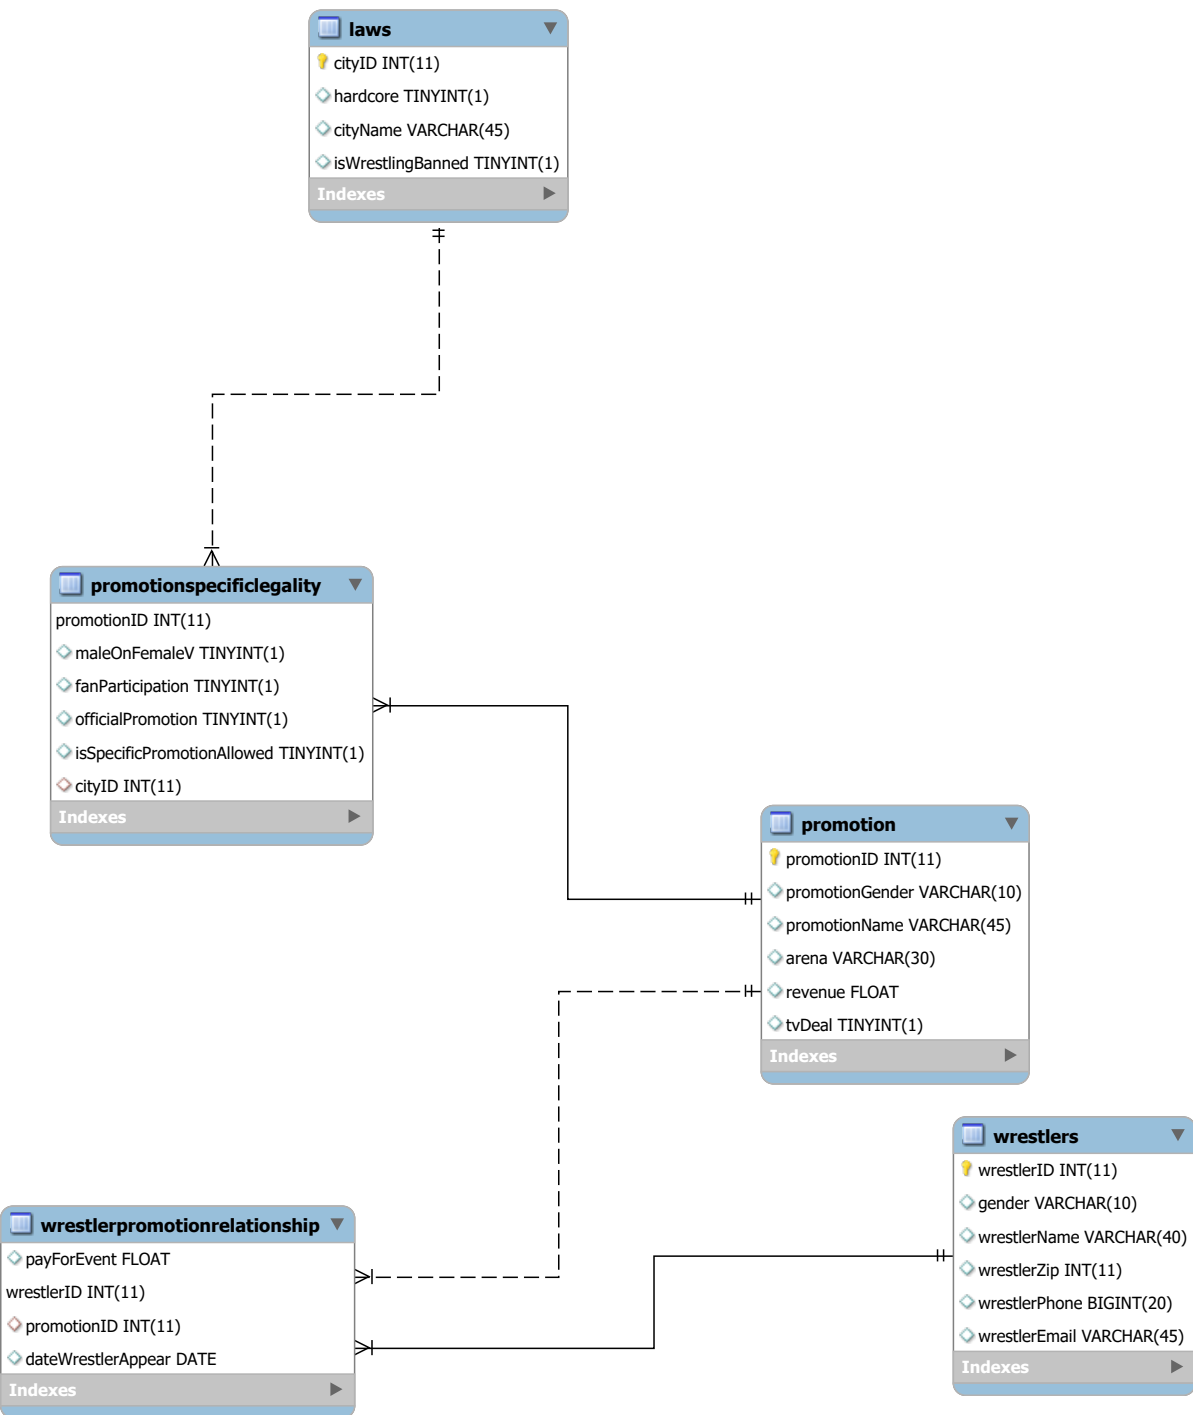 laws
cityID INT(11)
hardcore TINYINT(1)
cityName VARCHAR(45)
isWrestlingBanned TINYINT(1)
Indexes
promotionspecificlegality
promotionID INT(11)
maleOnFemaleV TINYINT(1)
fanParticipation TINYINT(1)
officialPromotion TINYINT(1)
isSpecificPromotionAllowed TINYINT(1)
cityID INT(11)
Indexes
promotion
promotionID INT(11)
promotionGender VARCHAR(10)
promotionName VARCHAR(45)
arena VARCHAR(30)
revenue FLOAT
tvDeal TINYINT(1)
Indexes
wrestlers
wrestlerID INT(11)
gender VARCHAR(10)
wrestlerName VARCHAR(40)
wrestlerZip INT(11)
wrestlerPhone BIGINT(20)
wrestlerEmail VARCHAR(45)
Indexes
wrestlerpromotionrelationship
payForEvent FLOAT
wrestlerID INT(11)
promotionID INT(11)
dateWrestlerAppear DATE
Indexes